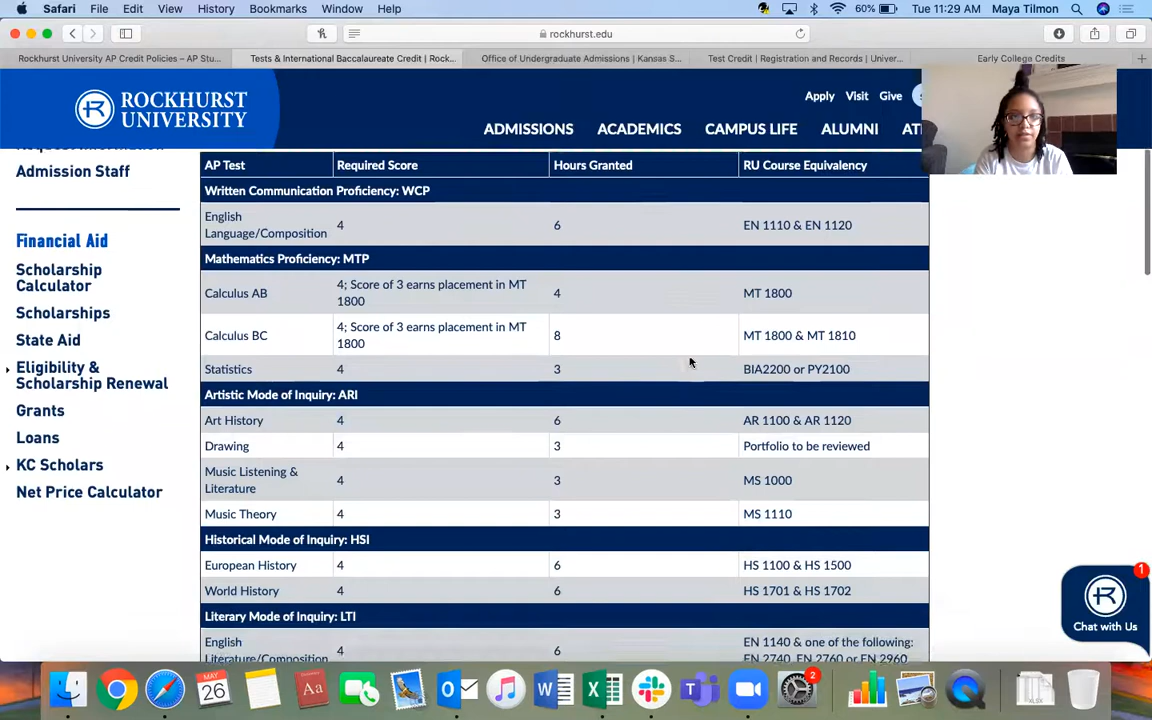 Safari File Edit View History Bookmarks Window Help 60% Tue 11:29 AM Maya Tilmon
rockhurst.edu
Rockhurst University AP Credit Policies – AP Stu... Tests & International Baccalaureate Credit | Rock... Office of Undergraduate Admissions | Kansas S... Test Credit | Registration and Records | Univer... Early College Credits
ROCKHURST
UNIVERSITY
Apply Visit Give
ADMISSIONS ACADEMICS CAMPUS LIFE ALUMNI AT
Admission Staff
Financial Aid
Scholarship
Calculator
Scholarships
State Aid
Eligibility &
Scholarship Renewal
Grants
Loans
KC Scholars
Net Price Calculator
AP Test Required Score Hours Granted RU Course Equivalency
Written Communication Proficiency: WCP
English
Language/Composition 4 6 EN 1110 & EN 1120
Mathematics Proficiency: MTP
Calculus AB 4; Score of 3 earns placement in MT
1800 4 MT 1800
Calculus BC 4; Score of 3 earns placement in MT
1800 8 MT 1800 & MT 1810
Statistics 4 3 BIA2200 or PY2100
Artistic Mode of Inquiry: ARI
Art History 4 6 AR 1100 & AR 1120
Drawing 4 3 Portfolio to be reviewed
Music Listening &
Literature 4 3 MS 1000
Music Theory 4 3 MS 1110
Historical Mode of Inquiry: HSI
European History 4 6 HS 1100 & HS 1500
World History 4 6 HS 1701 & HS 1702
Literary Mode of Inquiry: LTI
English
Literature/Composition 4 6 EN 1140 & one of the following:
EN 2740, EN 2760 or EN 2960
1
Chat with Us
MAY
26
Aa
2
XLSX